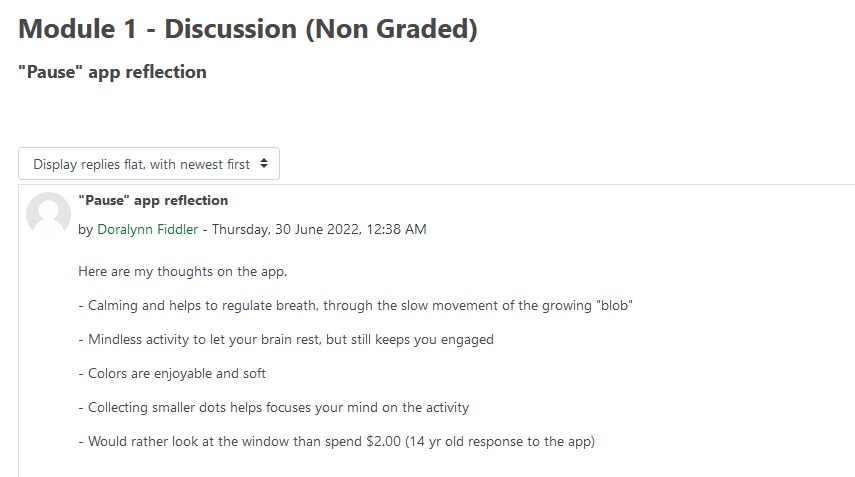 Module 1 - Discussion (Non Graded)
"Pause" app reflection
Display replies flat, with newest first
"Pause" app reflection
by Doralynn Fiddler - Thursday, 30 June 2022, 12:38 AM
Here are my thoughts on the app.
- Calming and helps to regulate breath, through the slow movement of the growing "blob"
- Mindless activity to let your brain rest, but still keeps you engaged
- Colors are enjoyable and soft
- Collecting smaller dots helps focuses your mind on the activity
- Would rather look at the window than spend $2.00 (14 yr old response to the app)